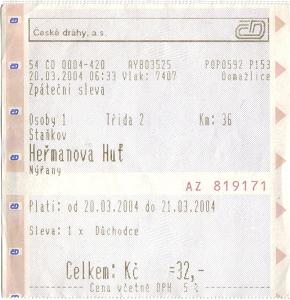 České dráhy, a.s.
54 CD 0004-420 AYB03525 POP0592 P153
20.03.2004 06:33 Vlak: 7407 Domažlice
Zpáteční sleva
Osoby 1 Třída 2 Km: 36
Staňkov
Heřmanova Huť
Nýřany
AZ 819171
Platí: od 20.03.2004 do 21.03.2004
Sleva: 1 x Důchodce
Celkem: Kč =32,-
Cena včetně DPH 5 %